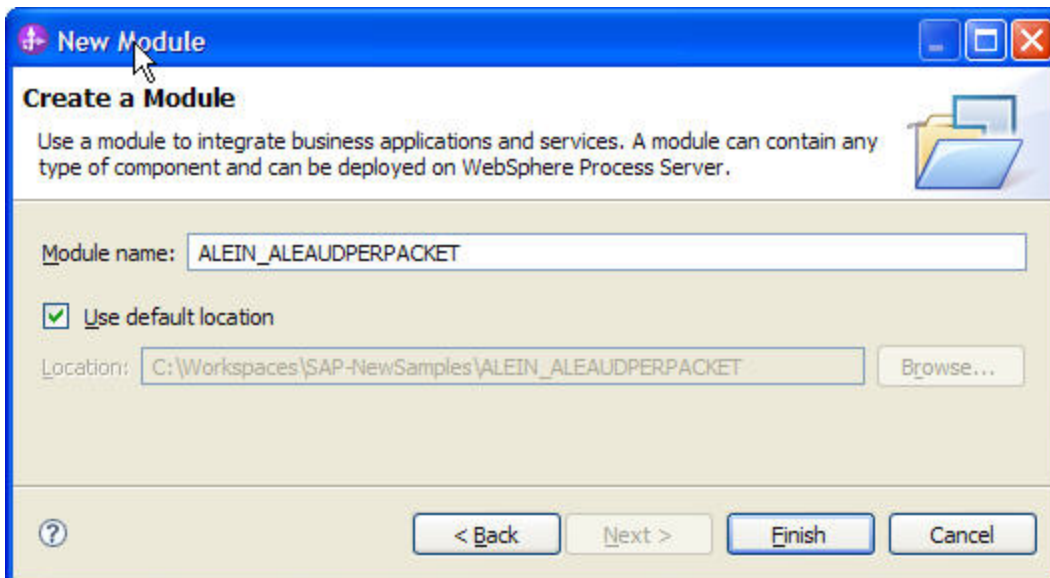 New Module
Create a Module
Use a module to integrate business applications and services. A module can contain any
type of component and can be deployed on WebSphere Process Server.
Module name: ALEIN_ALEAUDPERPACKET
Use default location
Location: C:\Workspaces\SAP-NewSamples\ALEIN_ALEAUDPERPACKET Browse...
? < Back Next > Finish Cancel